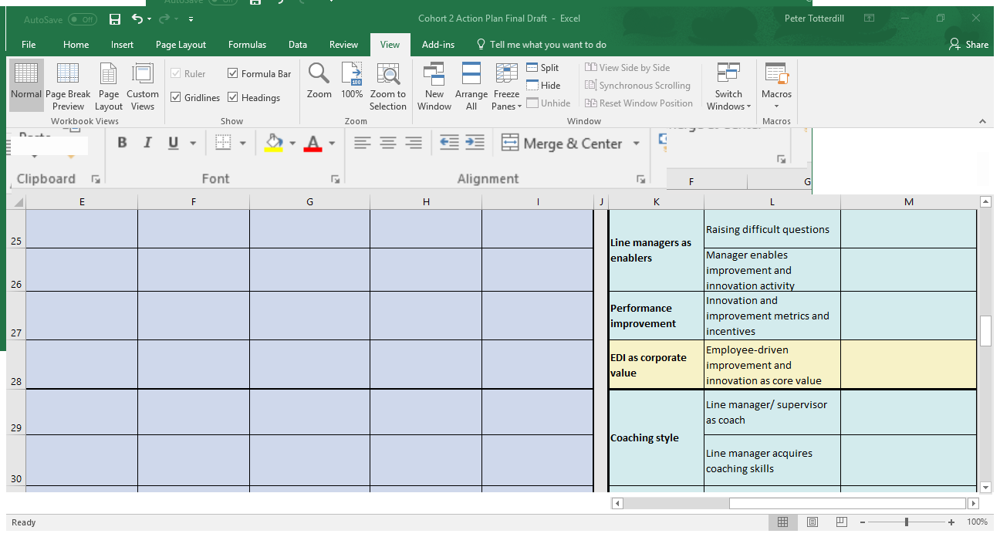 AutoSave Off
AutoSave Off Cohort 2 Action Plan Final Draft - Excel Peter Totterdill
File Home Insert Page Layout Formulas Data Review View Add-ins Tell me what you want to do Share
Normal Page Break Preview Page Layout Custom Views
Workbook Views
Ruler Formula Bar
Gridlines Headings
Show
Zoom 100% Zoom to Selection
Zoom
New Window Arrange All Freeze Panes
Split
Hide
Unhide
View Side by Side
Synchronous Scrolling
Reset Window Position
Switch Windows
Window
Macros
Macros
B I U A Merge & Center
Clipboard Font Alignment
F G
E F G H I J K L M
25
26
27
28
29
30
Line managers as
enablers
Raising difficult questions
Manager enables
improvement and
innovation activity
Performance
improvement
Innovation and
improvement metrics and
incentives
EDI as corporate
value
Employee-driven
improvement and
innovation as core value
Coaching style
Line manager/ supervisor
as coach
Line manager acquires
coaching skills
Ready 100%